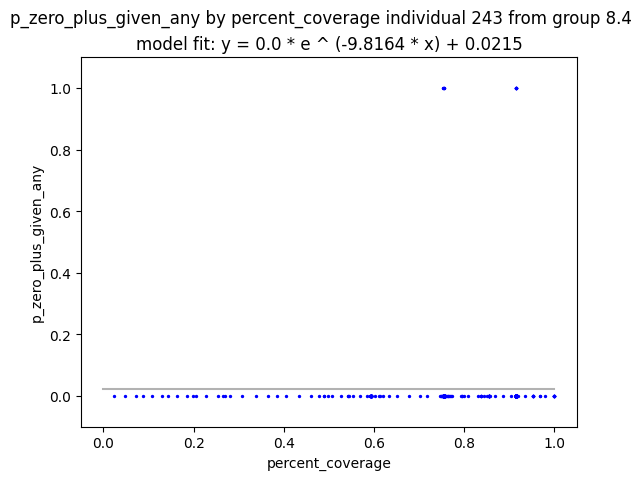 p_zero_plus_given_any by percent_coverage individual 243 from group 8.4
model fit: y = 0.0 * e ^ (-9.8164 * x) + 0.0215
p_zero_plus_given_any
1.0
0.8
0.6
0.4
0.2
0.0
0.0 0.2 0.4 0.6 0.8 1.0
percent_coverage